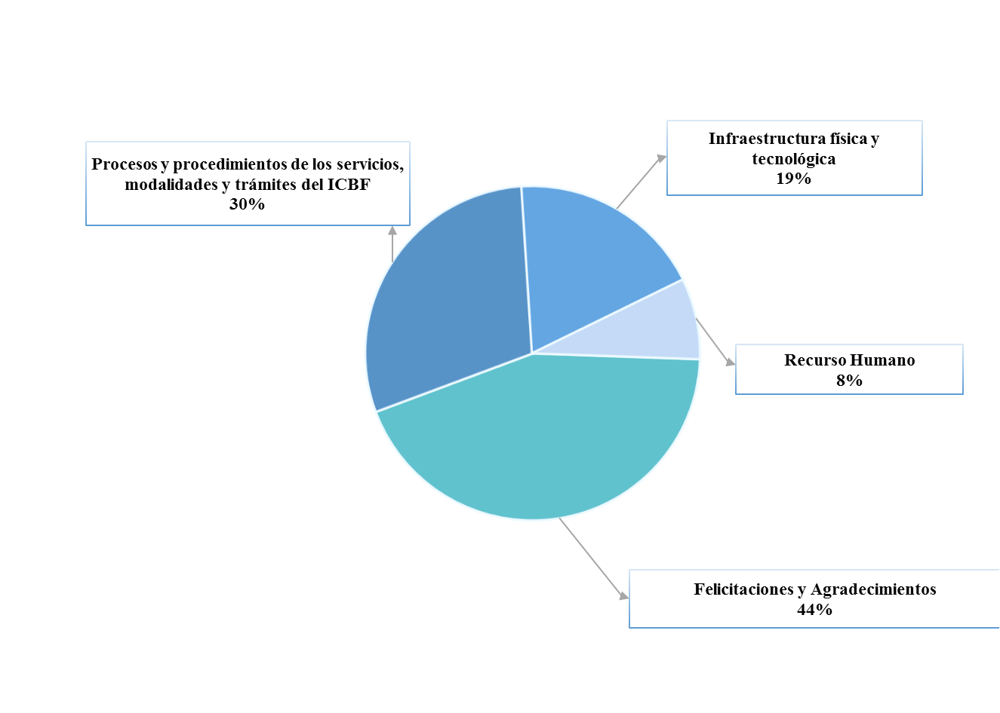 Infraestructura física y
tecnológica
19%
Procesos y procedimientos de los servicios,
modalidades y trámites del ICBF
30%
Recurso Humano
8%
Felicitaciones y Agradecimientos
44%